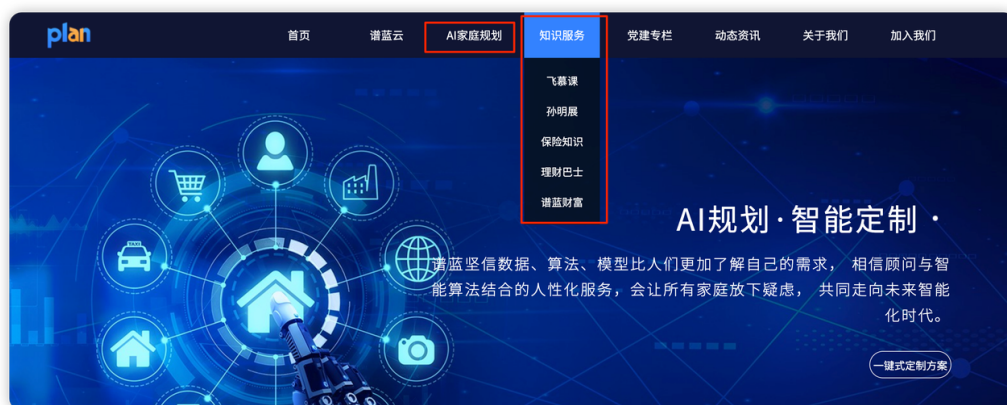 plan
首页 谱蓝云 AI家庭规划 知识服务 党建专栏 动态资讯 关于我们 加入我们
飞慕课
孙明展
保险知识
理财巴士
谱蓝财富
TAXI
AI规划·智能定制·
谱蓝坚信数据、算法、模型比人们更加了解自己的需求， 相信顾问与智
能算法结合的人性化服务，会让所有家庭放下疑虑， 共同走向未来智能
化时代。
一键式定制方案